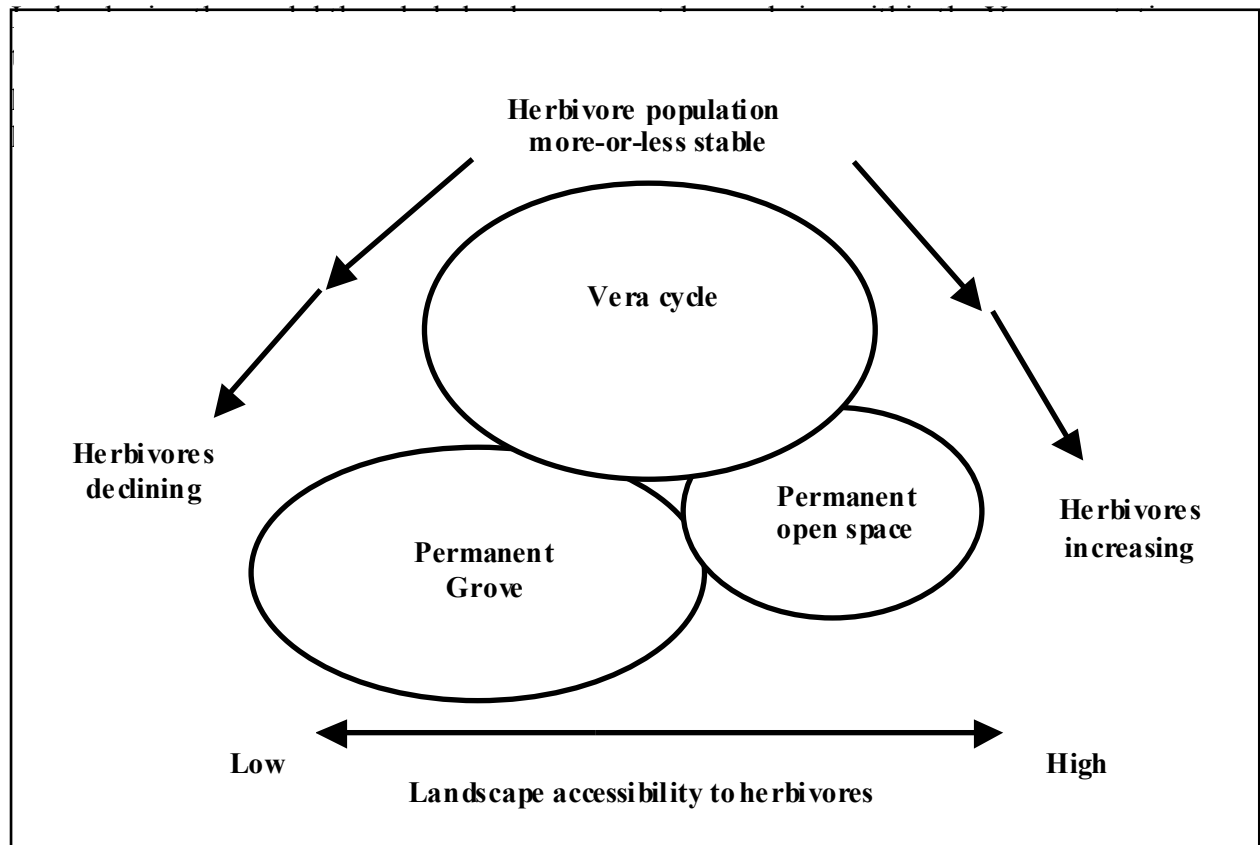 Herbivore population
more-or-less stable
Vera cycle
Herbivores
declining
Permanent
open space
Herbivores
increasing
Permanent
Grove
Low
High
Landscape accessibility to herbivores